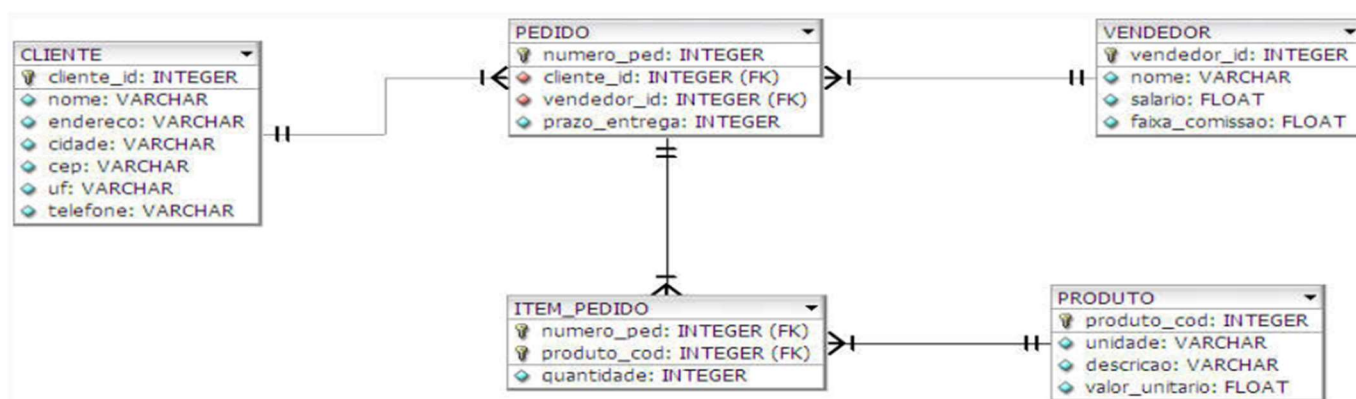 CLIENTE
cliente_id: INTEGER
nome: VARCHAR
endereco: VARCHAR
cidade: VARCHAR
cep: VARCHAR
uf: VARCHAR
telefone: VARCHAR
PEDIDO
numero_ped: INTEGER
cliente_id: INTEGER (FK)
vendedor_id: INTEGER (FK)
prazo_entrega: INTEGER
VENDEDOR
vendedor_id: INTEGER
nome: VARCHAR
salario: FLOAT
faixa_comissao: FLOAT
ITEM_PEDIDO
numero_ped: INTEGER (FK)
produto_cod: INTEGER (FK)
quantidade: INTEGER
PRODUTO
produto_cod: INTEGER
unidade: VARCHAR
descricao: VARCHAR
valor_unitario: FLOAT